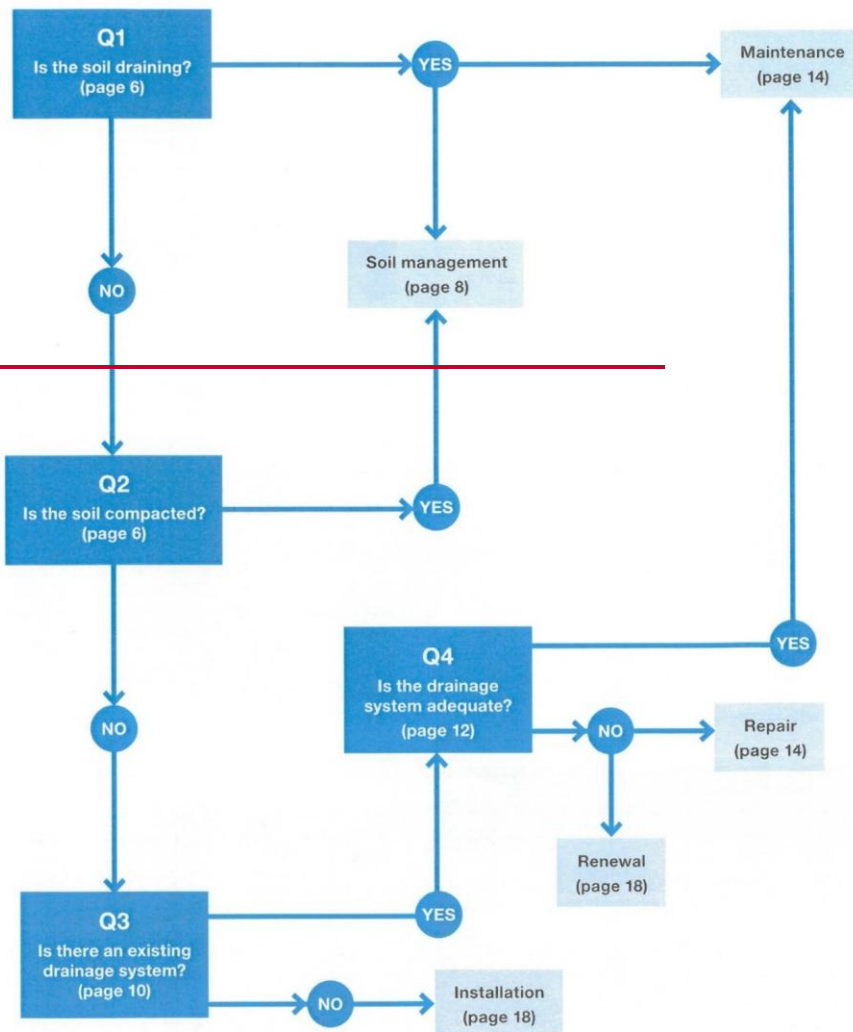 Q1
Is the soil draining?
(page 6)
YES
Maintenance
(page 14)
Soil management
(page 8)
NO
Q2
Is the soil compacted?
(page 6)
YES
Q4
Is the drainage
system adequate?
(page 12)
YES
NO
Repair
(page 14)
NO
Renewal
(page 18)
Q3
Is there an existing
drainage system?
(page 10)
YES
NO
Installation
(page 18)